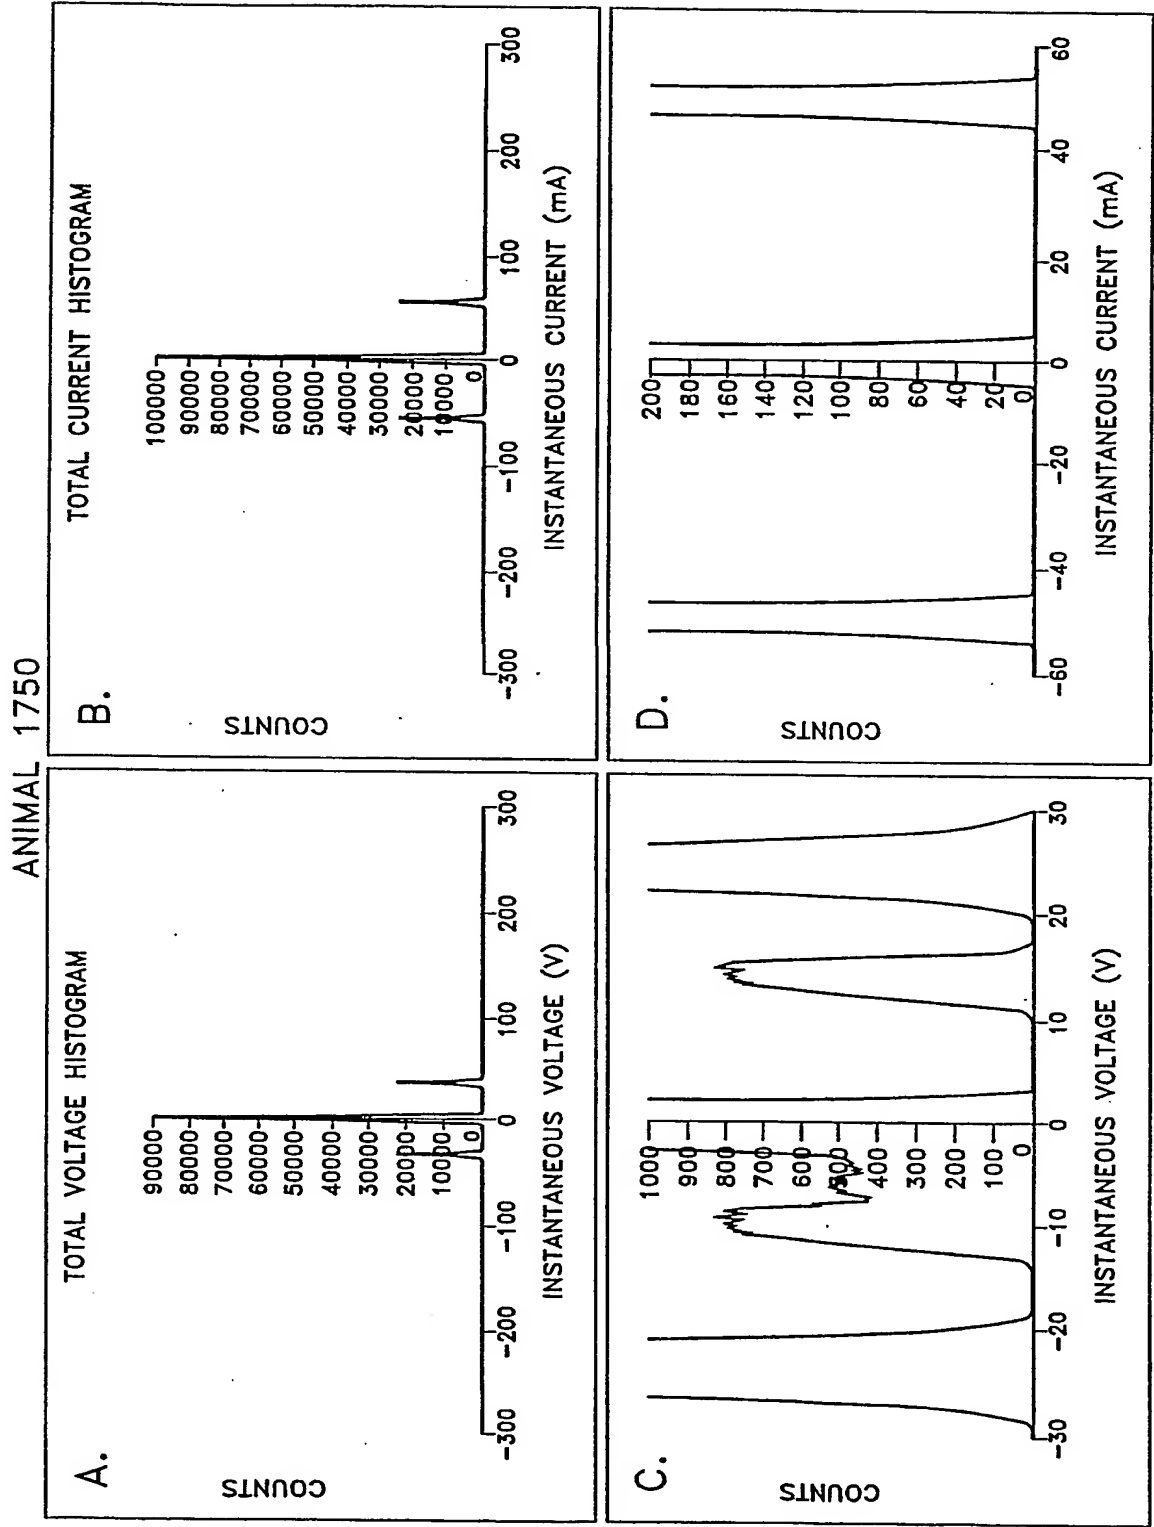 ANIMAL 1750
A.
TOTAL VOLTAGE HISTOGRAM
COUNTS
90000
80000
70000
60000
50000
40000
30000
20000
10000
0
-300 -200 -100 0 100 200 300
INSTANTANEOUS VOLTAGE (V)
B.
TOTAL CURRENT HISTOGRAM
COUNTS
100000
90000
80000
70000
60000
50000
40000
30000
20000
10000
0
-300 -200 -100 0 100 200 300
INSTANTANEOUS CURRENT (mA)
C.
COUNTS
1000
900
800
700
600
500
400
300
200
100
0
-30 -20 -10 0 10 20 30
INSTANTANEOUS VOLTAGE (V)
D.
COUNTS
200
180
160
140
120
100
80
60
40
20
0
-60 -40 -20 0 20 40 60
INSTANTANEOUS CURRENT (mA)